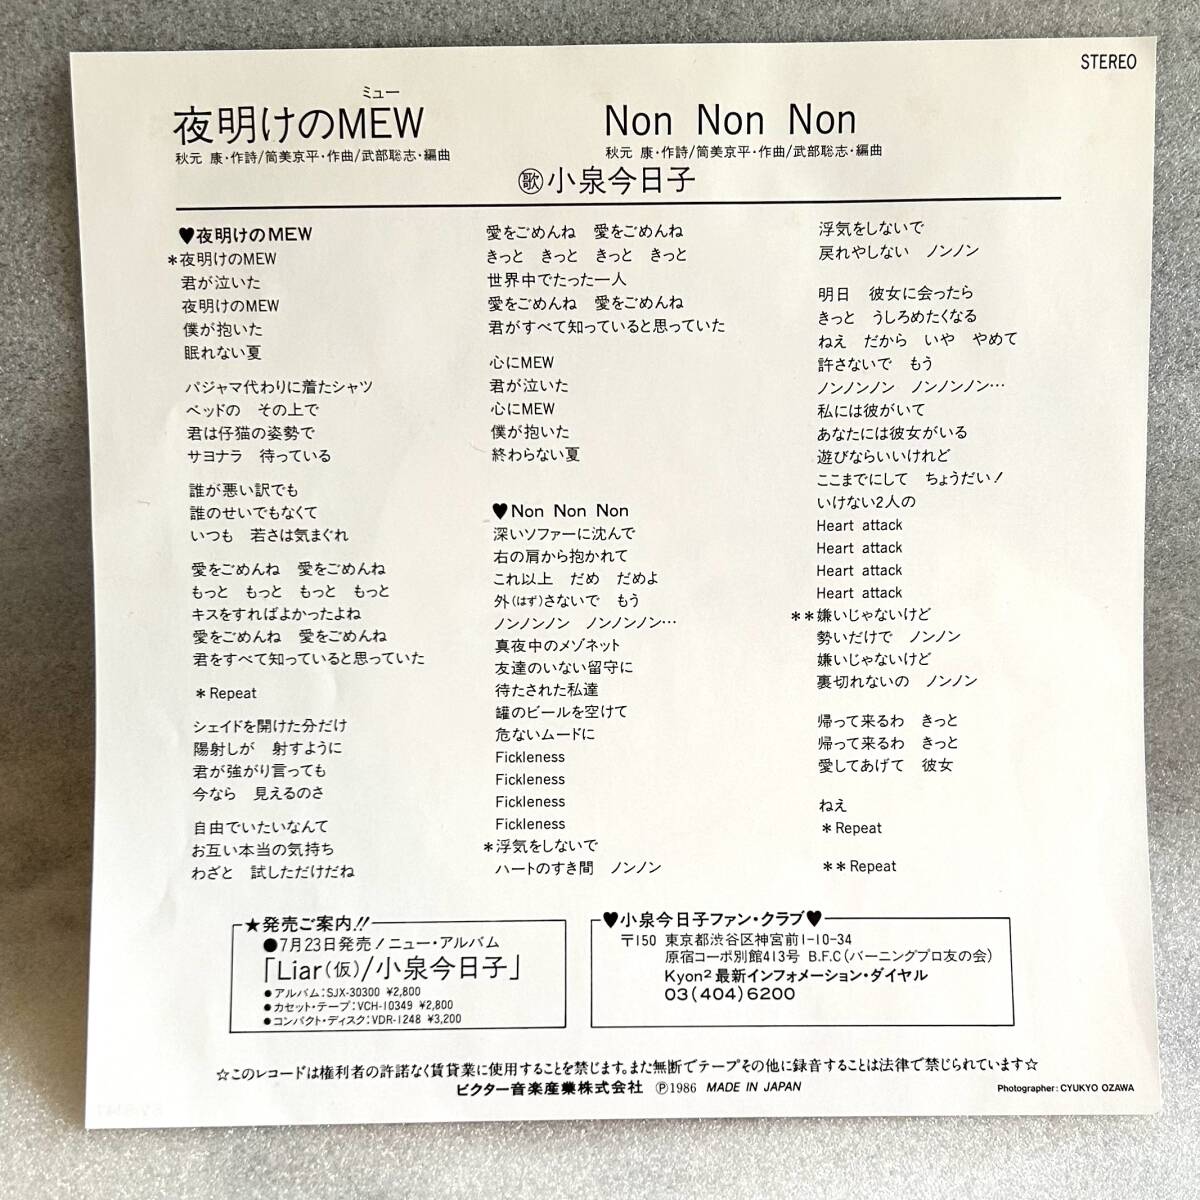 STEREO
ミュー
夜明けのMEW
秋元 康・作詩/筒美京平・作曲/武部聡志・編曲
Non Non Non
秋元 康・作詩/筒美京平・作曲/武部聡志・編曲
㊙歌 小泉今日子
♥夜明けのMEW
*夜明けのMEW
君が泣いた
夜明けのMEW
僕が抱いた
眠れない夏
パジャマ代わりに着たシャツ
ベッドの その上で
君は仔猫の姿勢で
サヨナラ 待っている
誰が悪い訳でも
誰のせいでもなくて
いつも 若さは気まぐれ
愛をごめんね 愛をごめんね
もっと もっと もっと もっと
キスをすればよかったよね
愛をごめんね 愛をごめんね
君をすべて知っていると思っていた
*Repeat
シェイドを開けた分だけ
陽射しが 射すように
君が強がり言っても
今なら 見えるのさ
自由でいたいなんて
お互い本当の気持ち
わざと 試しただけだね
愛をごめんね 愛をごめんね
きっと きっと きっと きっと
世界中でたった一人
愛をごめんね 愛をごめんね
君がすべて知っていると思っていた
心にMEW
君が泣いた
心にMEW
僕が抱いた
終わらない夏
♥Non Non Non
深いソファーに沈んで
右の肩から抱かれて
これ以上 だめ だめよ
外(はず)さないで もう
ノンノンノン ノンノンノン…
真夜中のメゾネット
友達のいない留守に
待たされた私達
罐のビールを空けて
危ないムードに
Fickleness
Fickleness
Fickleness
Fickleness
*浮気をしないで
ハートのすき間 ノンノン
浮気をしないで
戻れやしない ノンノン
明日 彼女に会ったら
きっと うしろめたくなる
ねえ だから いや やめて
許さないで もう
ノンノンノン ノンノンノン…
私には彼がいて
あなたには彼女がいる
遊びならいいけれど
ここまでにして ちょうだい!
いけない2人の
Heart attack
Heart attack
Heart attack
Heart attack
**嫌いじゃないけど
勢いだけで ノンノン
嫌いじゃないけど
裏切れないの ノンノン
帰って来るわ きっと
帰って来るわ きっと
愛してあげて 彼女
ねえ
*Repeat
**Repeat
★発売ご案内!!
●7月23日発売!ニュー・アルバム
「Liar(仮)/小泉今日子」
●アルバム:SJX-30300 ¥2,800
●カセット・テープ:VCH-10349 ¥2,800
●コンパクト・ディスク:VDR-1248 ¥3,200
♥小泉今日子ファン・クラブ♥
〒150 東京都渋谷区神宮前1-10-34
原宿コーポ別館413号 B.F.C(バーニングプロ友の会)
Kyon²最新インフォメーション・ダイヤル
03(404)6200
☆このレコードは権利者の許諾なく賃貸業に使用することを禁じます。また無断でテープその他に録音することは法律で禁じられています☆
ビクター音楽産業株式会社 Ⓟ1986 MADE IN JAPAN
Photographer:CYUKYO OZAWA